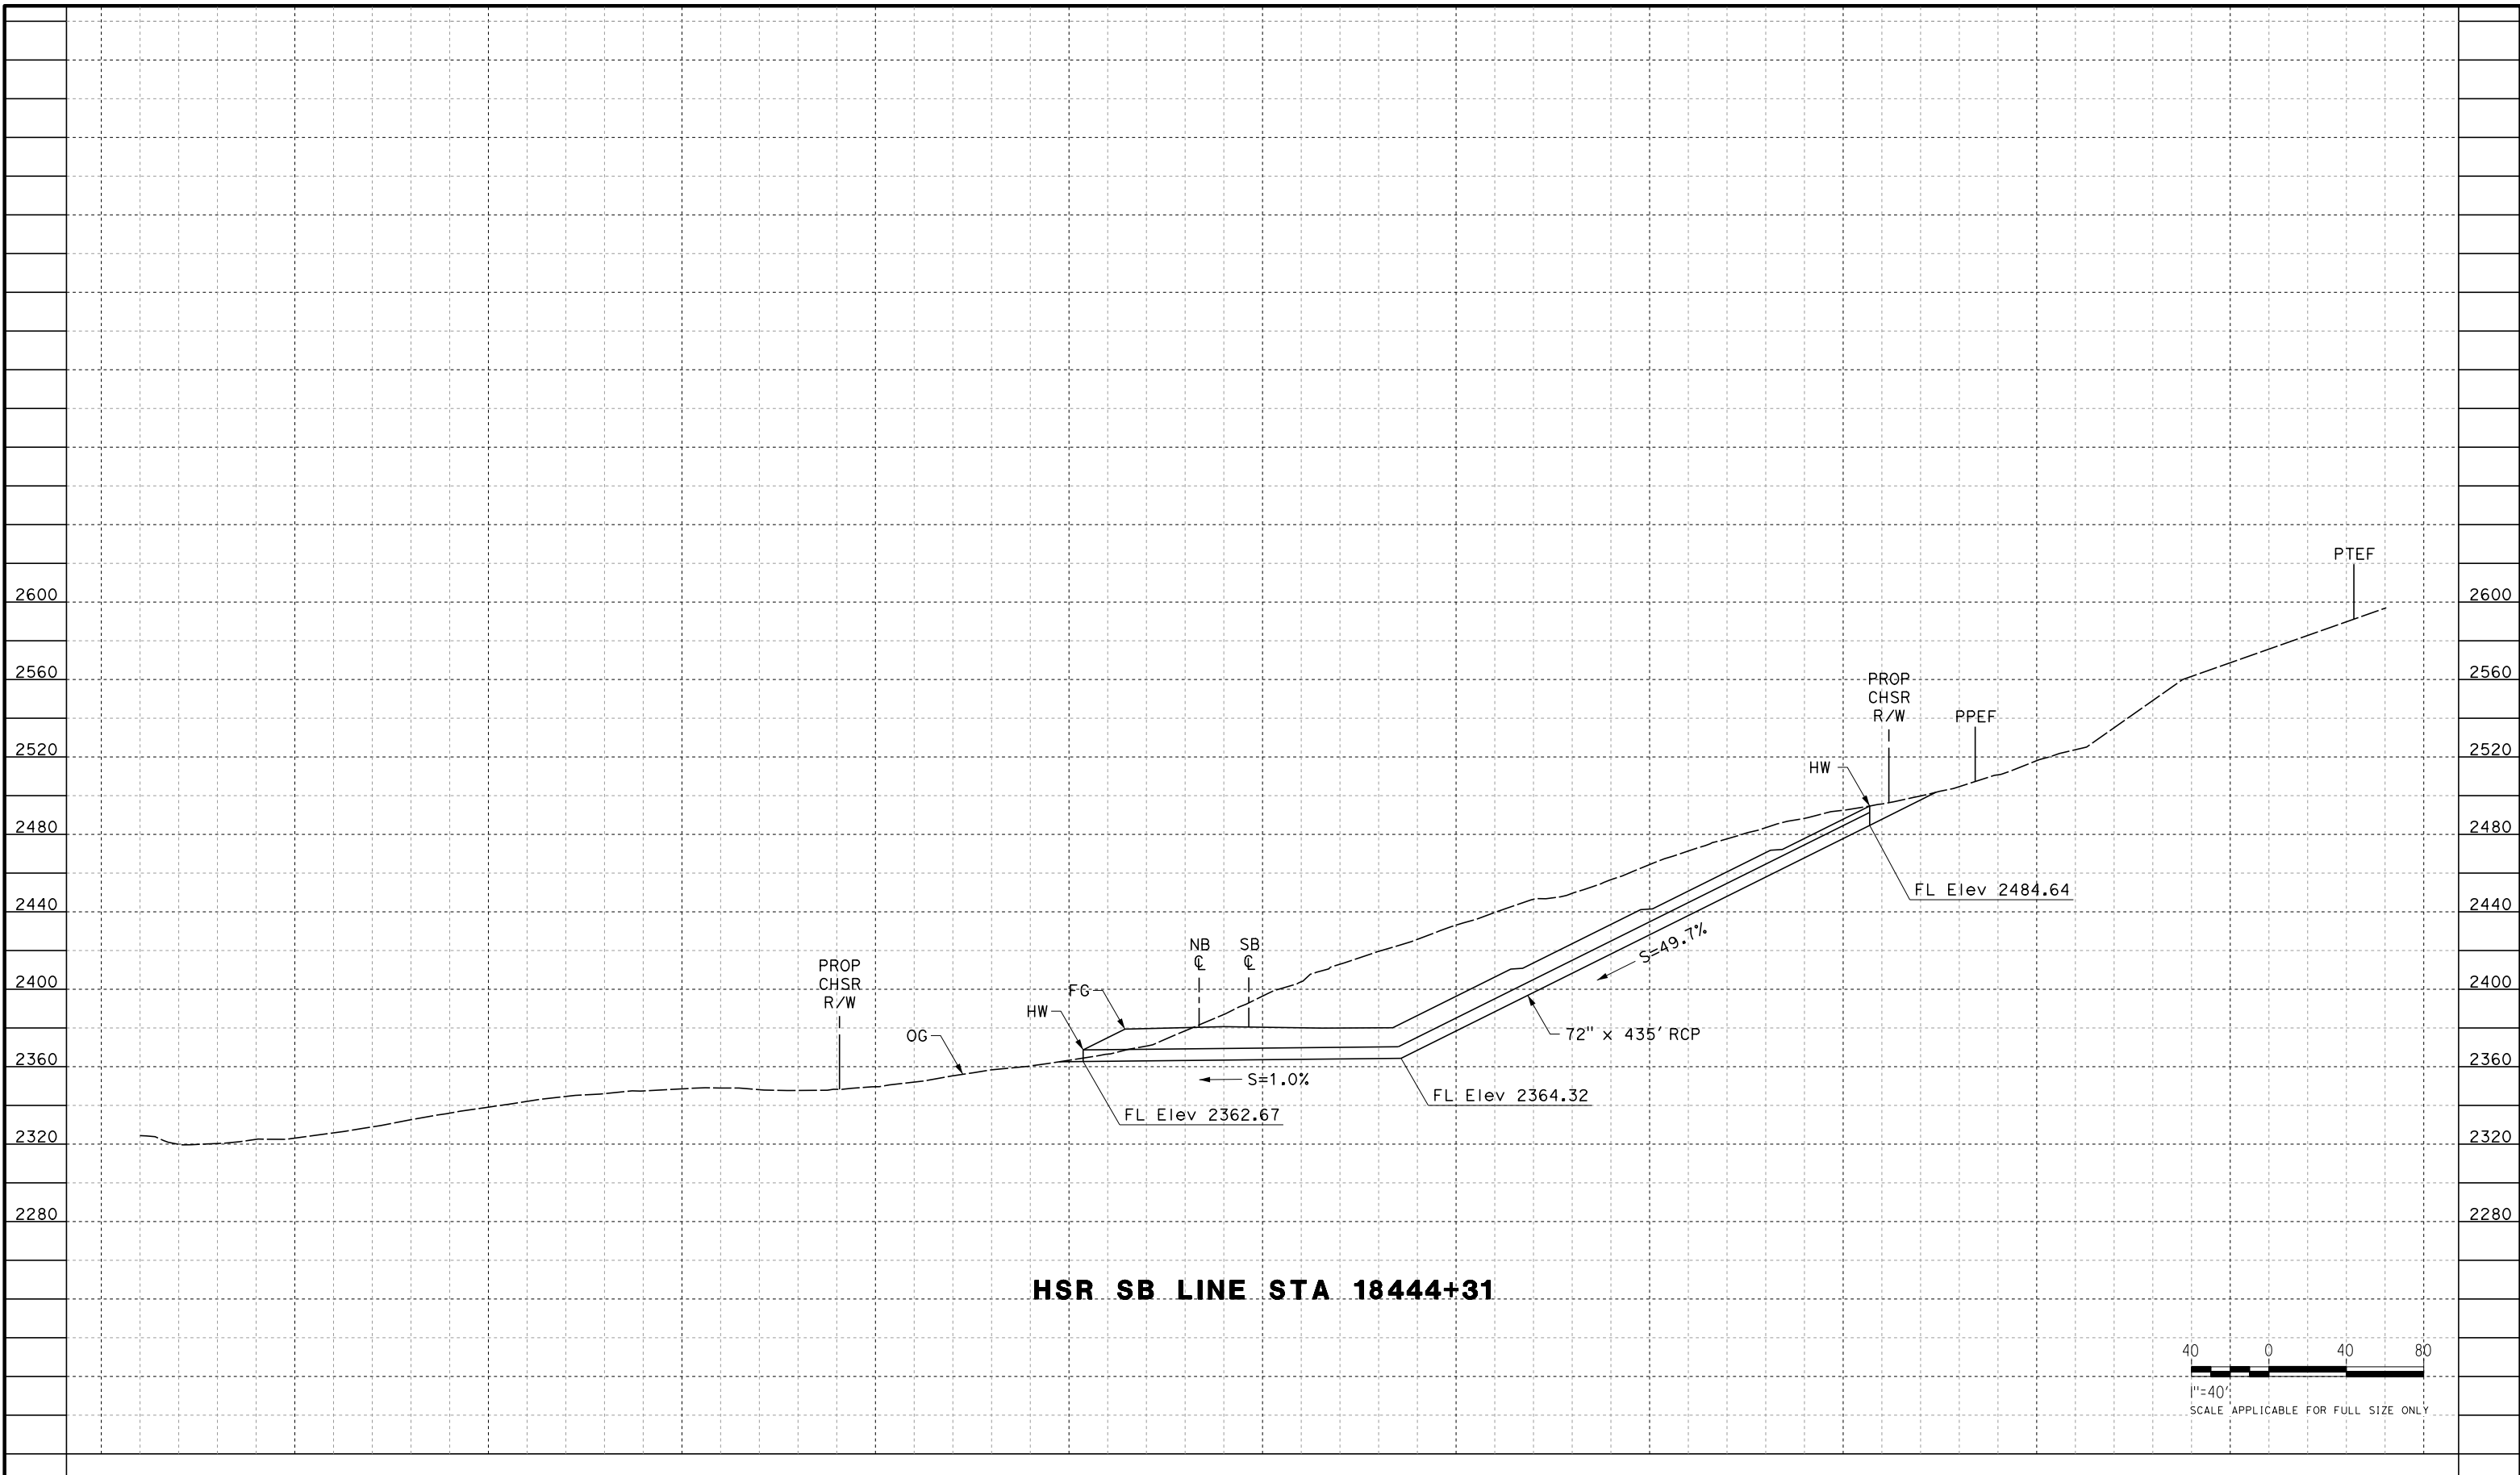 PTEF
2600
2600
2560
2560
PROP
CHSR
R/W
PPEF
2520
2520
HW
2480
2480
FL Elev 2484.64
2440
2440
S=49.7%
NB
℄
SB
℄
PROP
CHSR
R/W
2400
2400
FG
HW
OG
72" x 435' RCP
2360
2360
S=1.0%
FL Elev 2364.32
FL Elev 2362.67
2320
2320
2280
2280
HSR SB LINE STA 18444+31
40 0 40 80
1"=40'
SCALE APPLICABLE FOR FULL SIZE ONLY